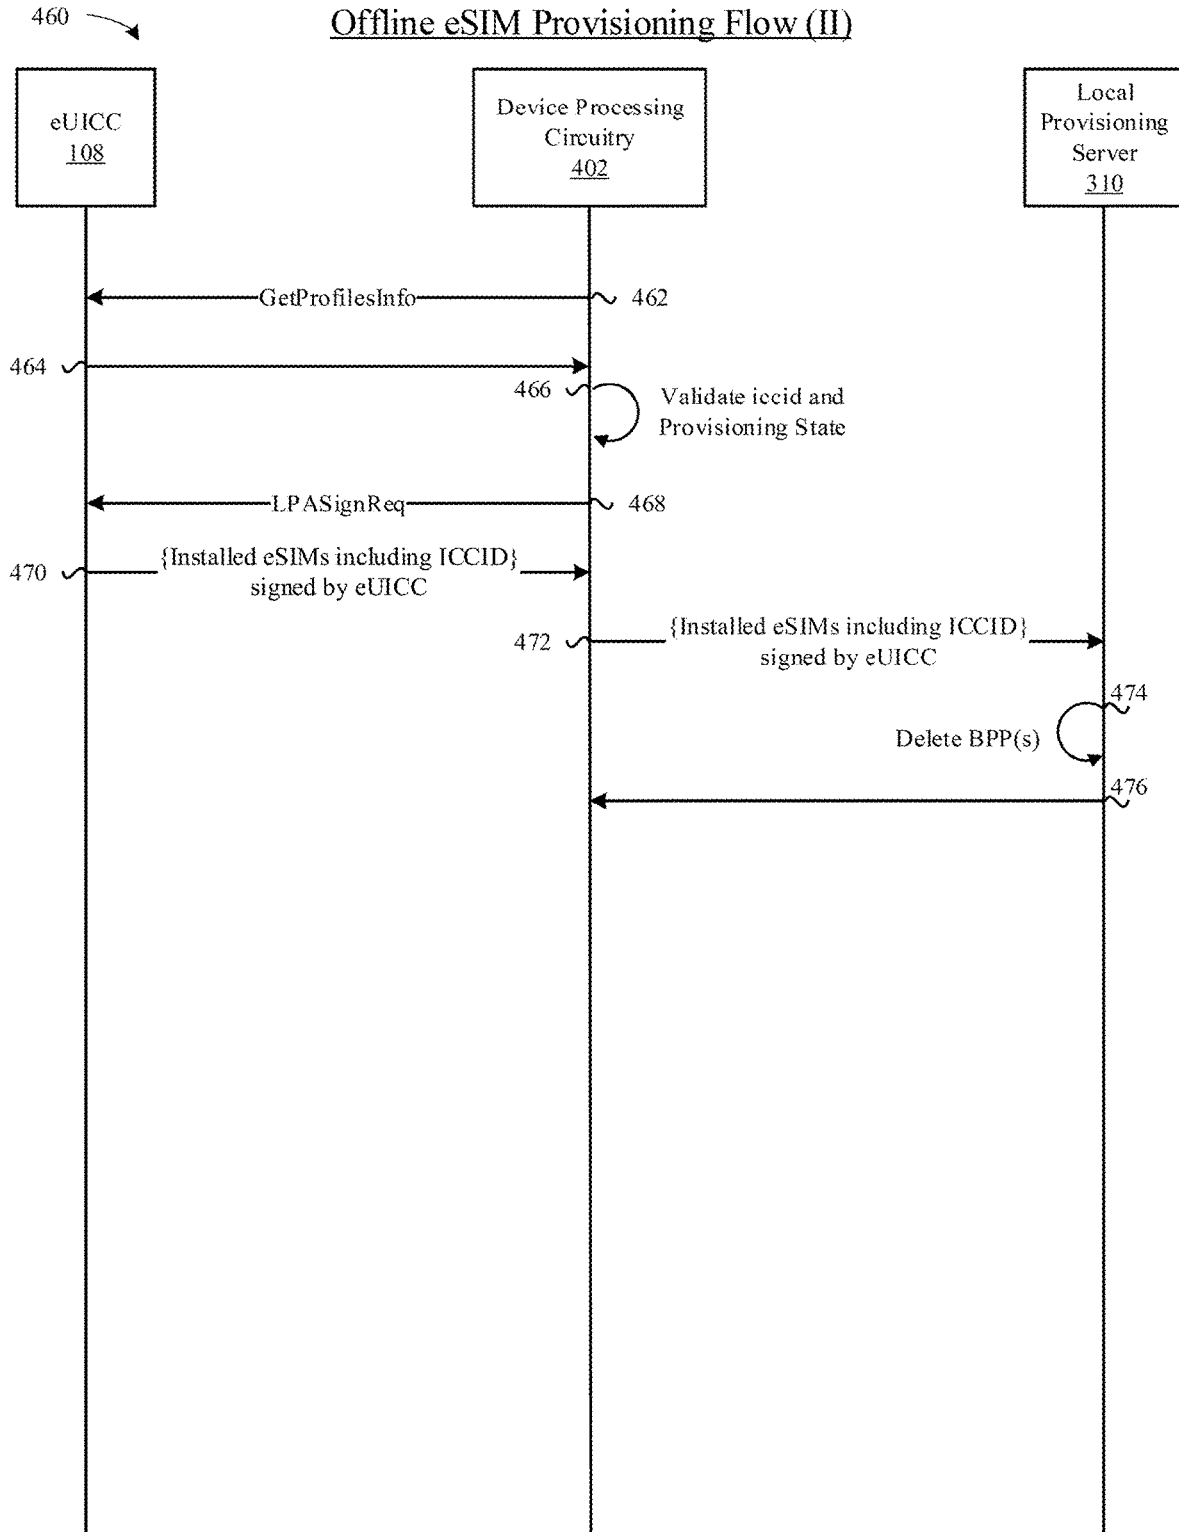 460
Offline eSIM Provisioning Flow (II)
eUICC
108
Device Processing
Circuitry
402
Local
Provisioning
Server
310
GetProfilesInfo
462
464
466
Validate iccid and
Provisioning State
LPASignReq
468
470
{Installed eSIMs including ICCID}
signed by eUICC
472
{Installed eSIMs including ICCID}
signed by eUICC
474
Delete BPP(s)
476